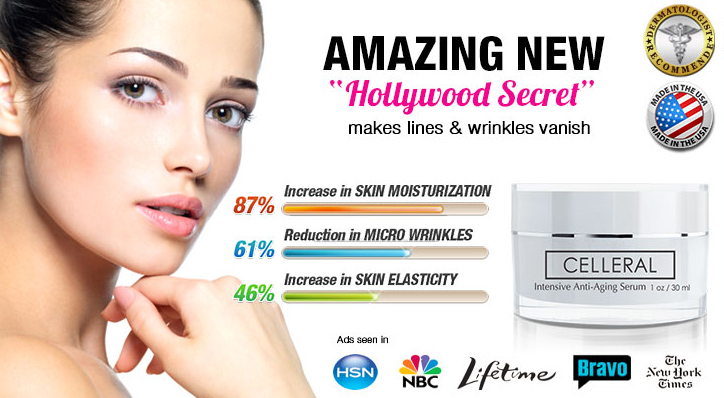 AMAZING NEW
"Hollywood Secret"
makes lines & wrinkles vanish
DERMATOLOGIST
RECOMMENDED
MADE IN THE USA
MADE IN THE USA
87% Increase in SKIN MOISTURIZATION
61% Reduction in MICRO WRINKLES
46% Increase in SKIN ELASTICITY
CELLERAL
Intensive Anti-Aging Serum 1 oz / 30 ml
Ads seen in
HSN
NBC
Lifetime
Bravo
The
New York
Times